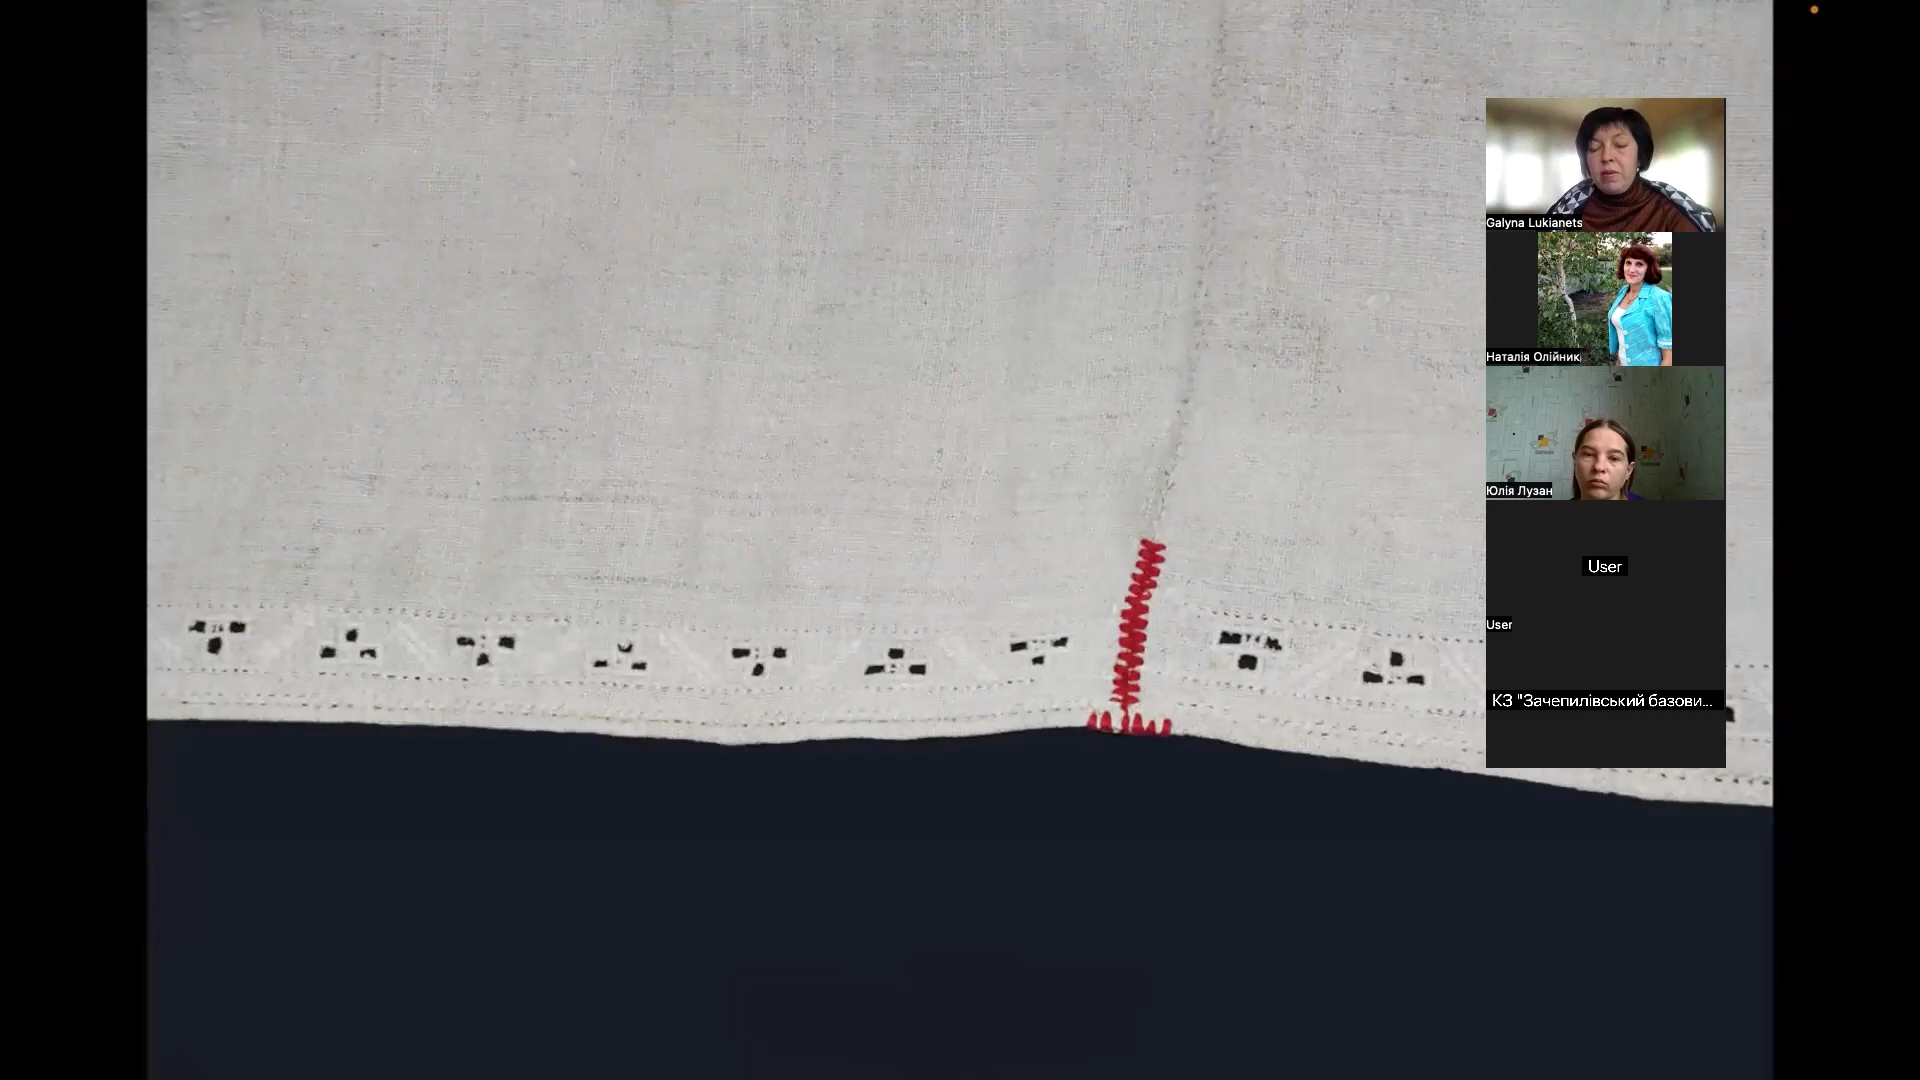 Galyna Lukianets
Наталія Олійник
Юлія Лузан
User
User
КЗ "Зачепилівський базови...